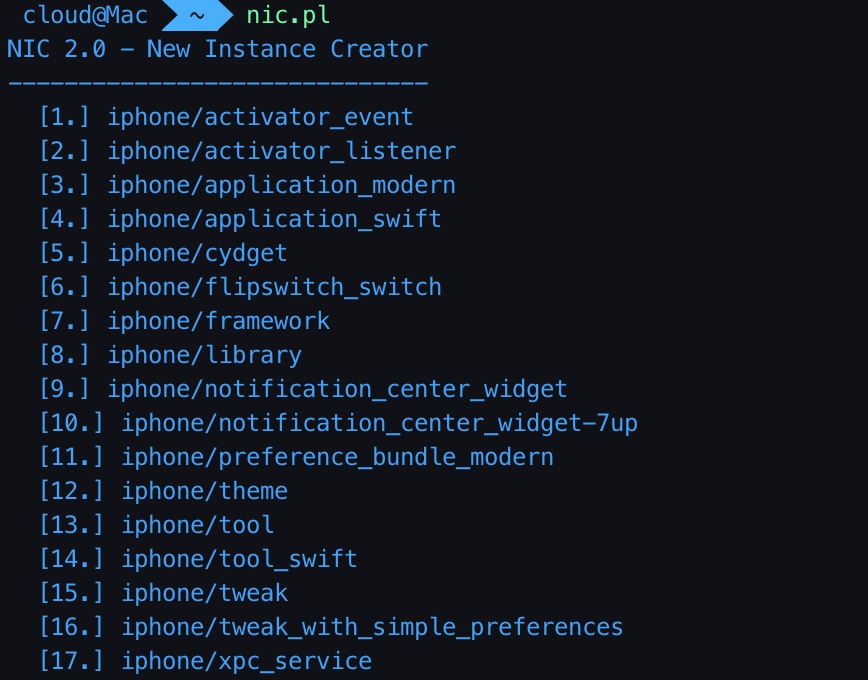 cloud@Mac ~ nic.pl
NIC 2.0 - New Instance Creator
------------------------------
[1.] iphone/activator_event
[2.] iphone/activator_listener
[3.] iphone/application_modern
[4.] iphone/application_swift
[5.] iphone/cydget
[6.] iphone/flipswitch_switch
[7.] iphone/framework
[8.] iphone/library
[9.] iphone/notification_center_widget
[10.] iphone/notification_center_widget-7up
[11.] iphone/preference_bundle_modern
[12.] iphone/theme
[13.] iphone/tool
[14.] iphone/tool_swift
[15.] iphone/tweak
[16.] iphone/tweak_with_simple_preferences
[17.] iphone/xpc_service